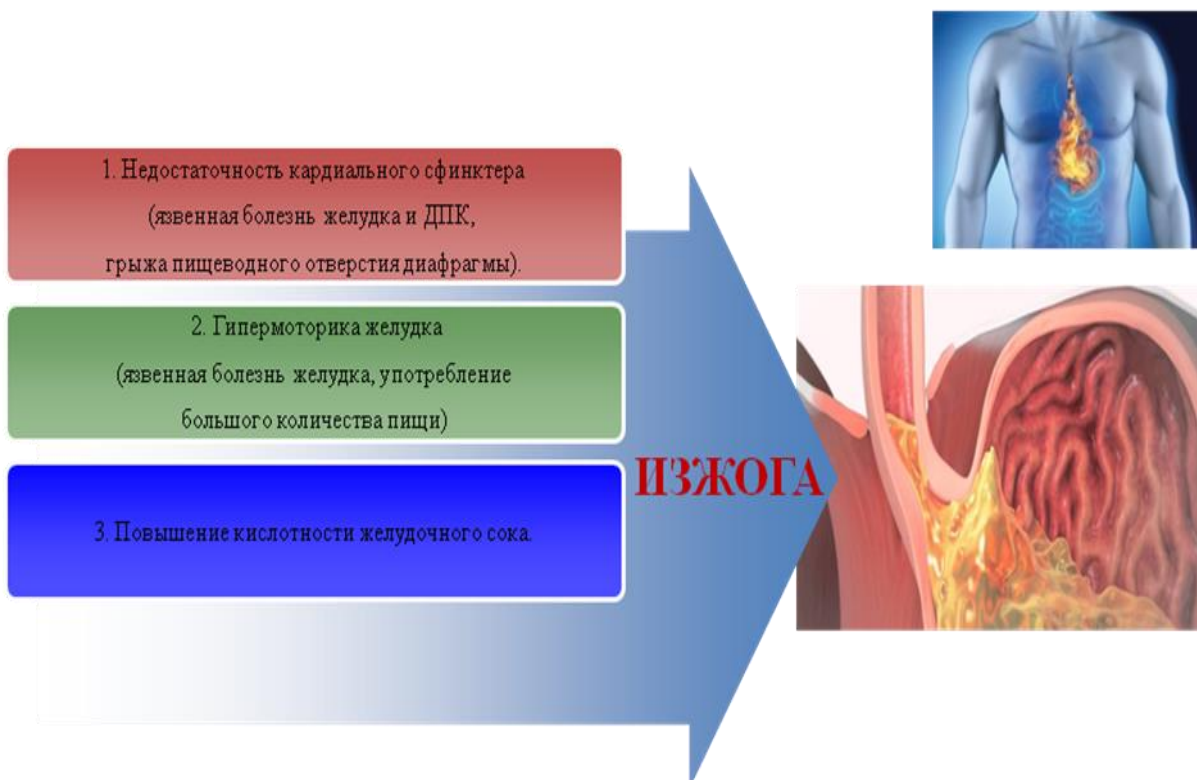 1. Недостаточность кардиального сфинктера
(язвенная болезнь желудка и ДПК,
грыжа пищеводного отверстия диафрагмы).
2. Гипермоторика желудка
(язвенная болезнь желудка, употребление
большого количества пищи)
3. Повышение кислотности желудочного сока.
ИЗЖОГА